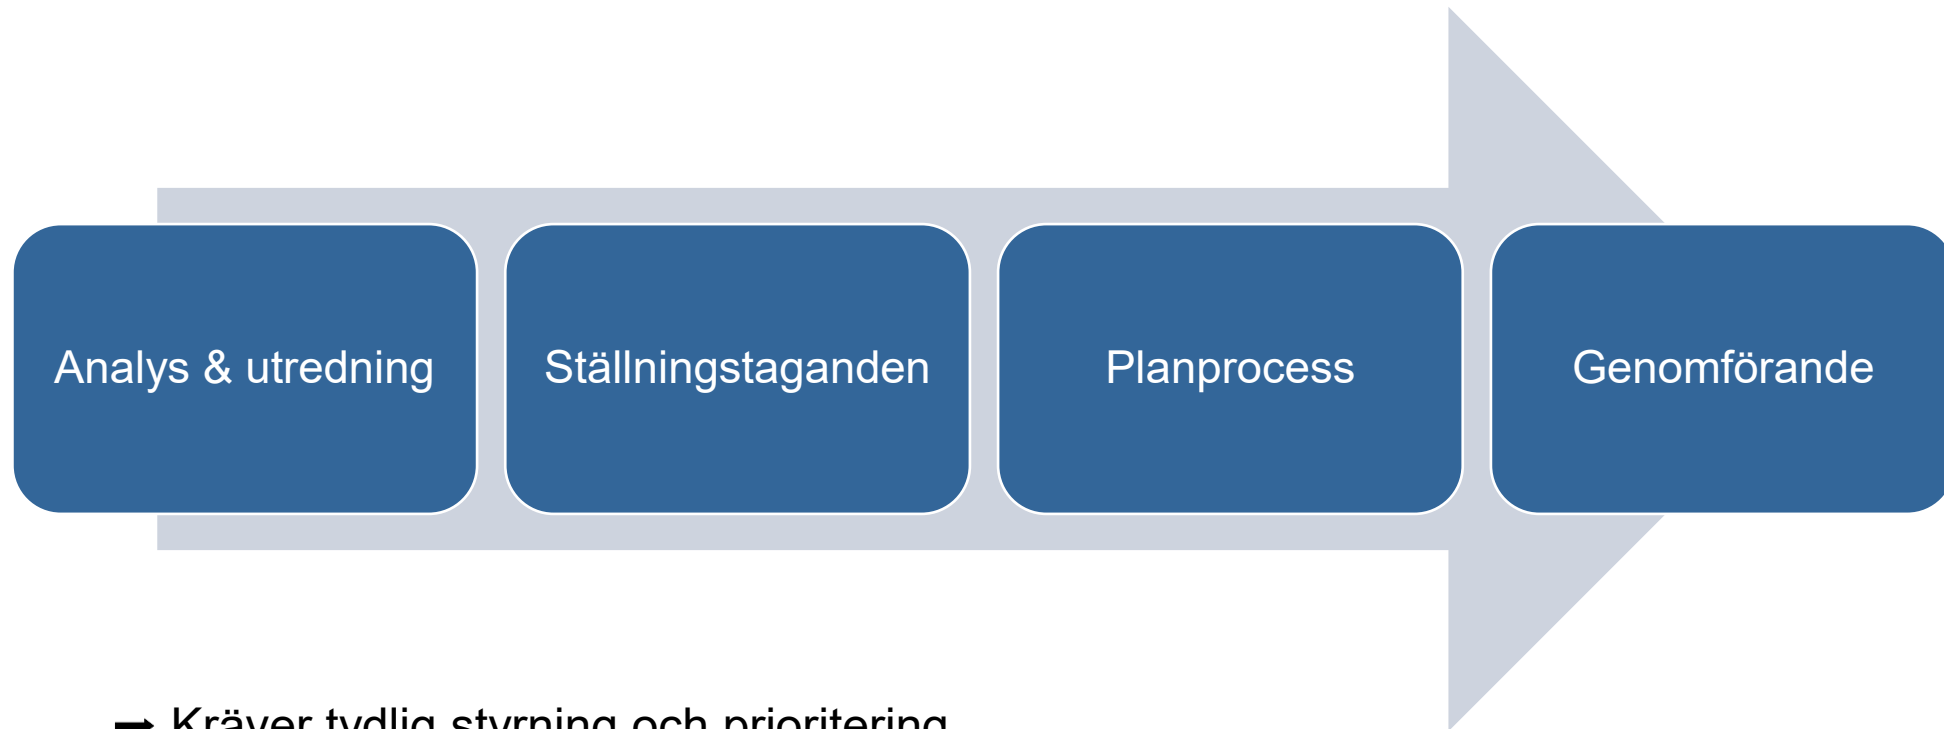 Analys & utredning
Ställningstaganden
Planprocess
Genomförande
➡ Kräver tydlig styrning och prioritering